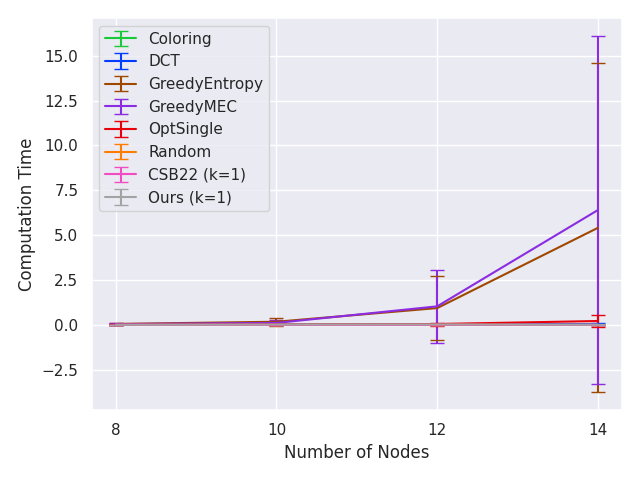 15.0
12.5
10.0
7.5
5.0
2.5
0.0
−2.5
Computation Time
Coloring
DCT
GreedyEntropy
GreedyMEC
OptSingle
Random
CSB22 (k=1)
Ours (k=1)
8
10
12
14
Number of Nodes